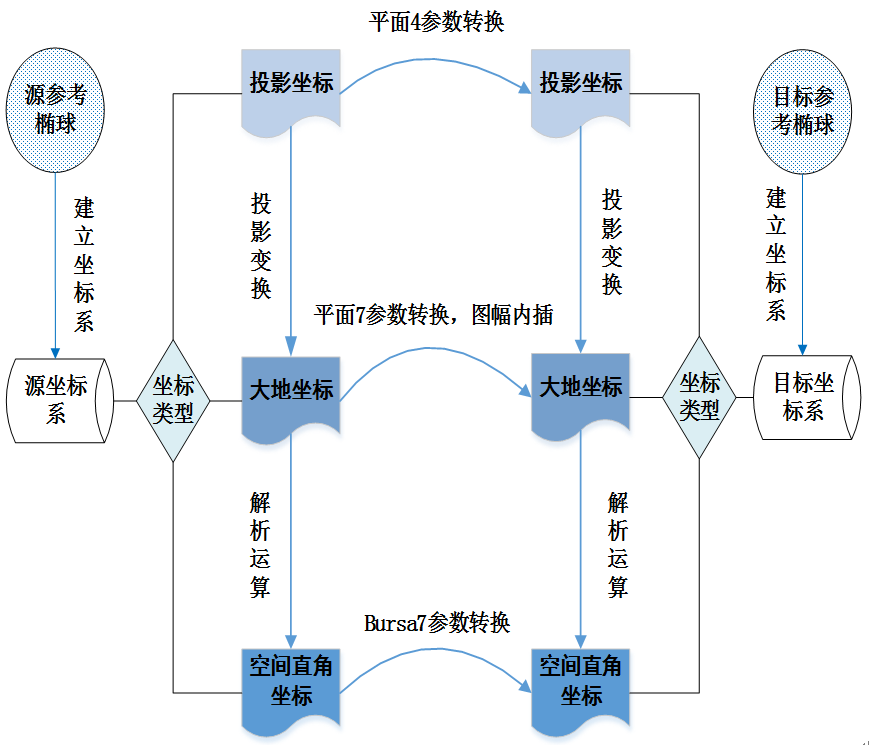 平面4参数转换
源参考
椭球
投影坐标
投影坐标
目标参
考椭球
建立坐标系
投影变换
投影变换
建立坐标系
平面7参数转换，图幅内插
源坐标
系
坐标
类型
大地坐标
大地坐标
坐标
类型
目标坐
标系
解析运算
解析运算
Bursa7参数转换
空间直角
坐标
空间直角
坐标